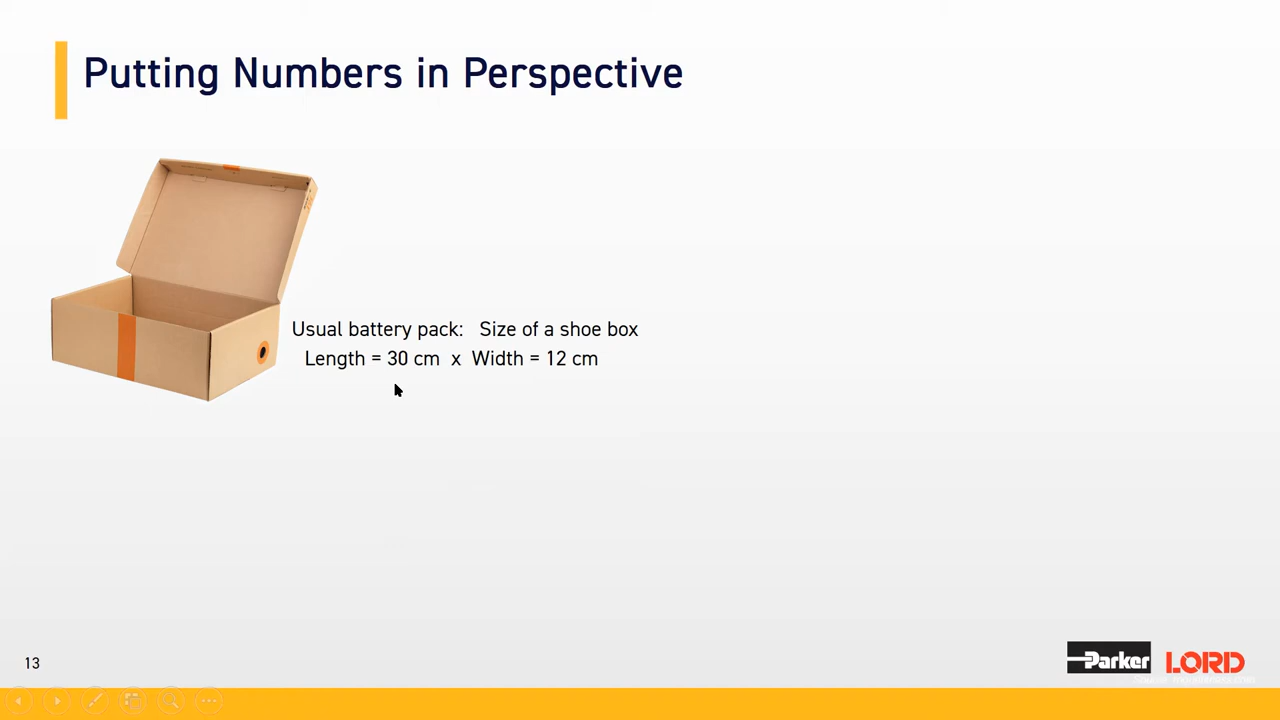 Putting Numbers in Perspective
Usual battery pack: Size of a shoe box
Length = 30 cm x Width = 12 cm
13
Parker LORD